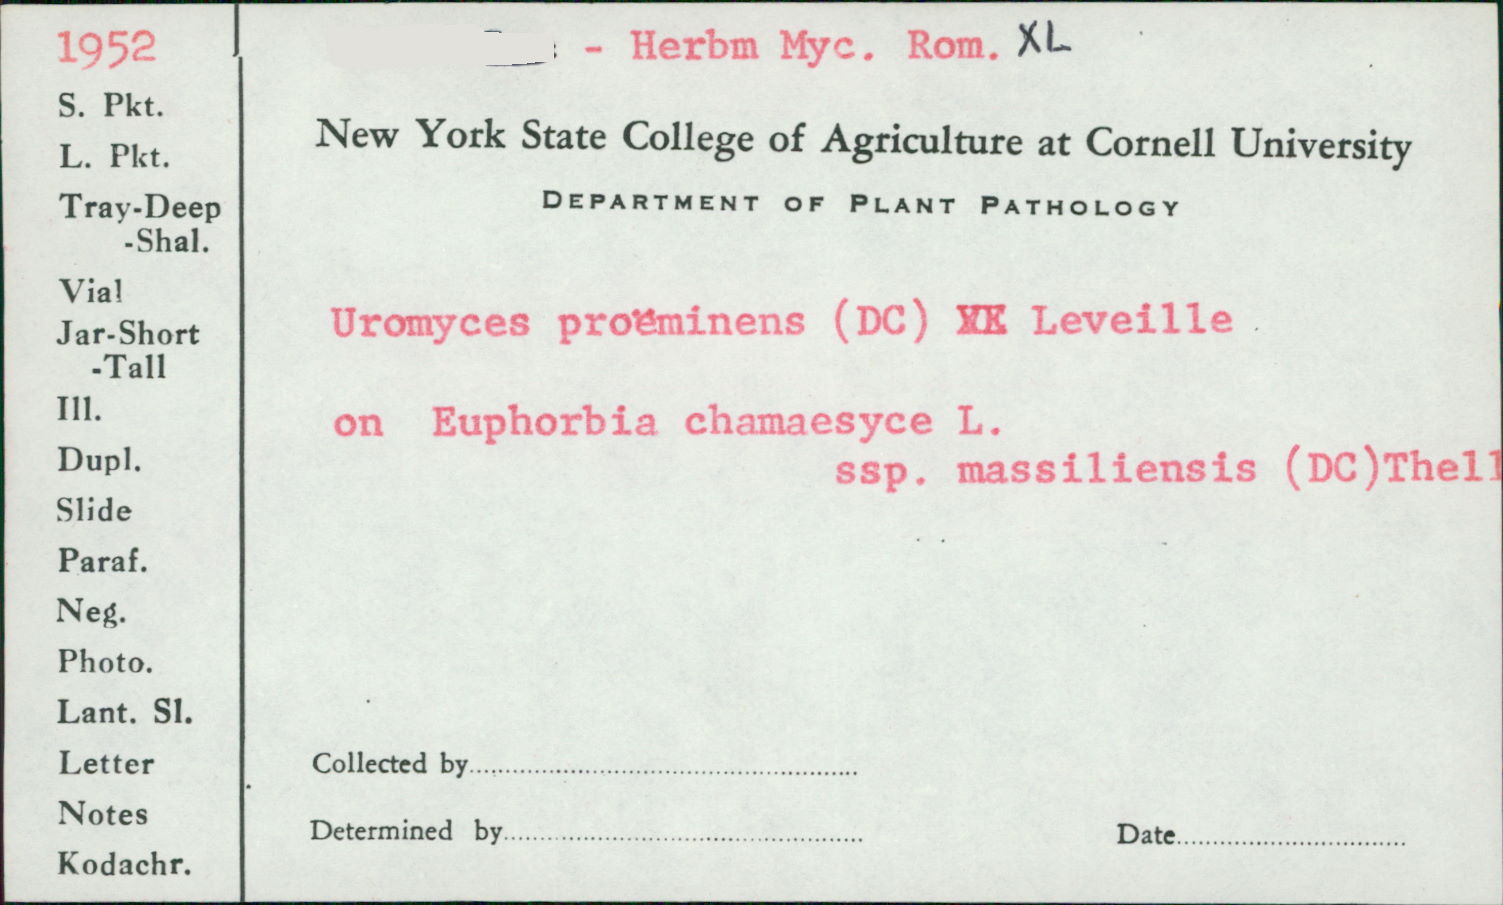 1952
- Herbm Myc. Rom. XL
S. Pkt.
L. Pkt.
Tray-Deep
-Shal.
Vial
Jar-Short
-Tall
Ill.
Dupl.
Slide
Paraf.
Neg.
Photo.
Lant. Sl.
Letter
Notes
Kodachr.
New York State College of Agriculture at Cornell University
DEPARTMENT OF PLANT PATHOLOGY
Uromyces proeminens (DC) Leveille
on Euphorbia chamaesyce L.
ssp. massiliensis (DC)Thell
Collected by
Determined by
Date